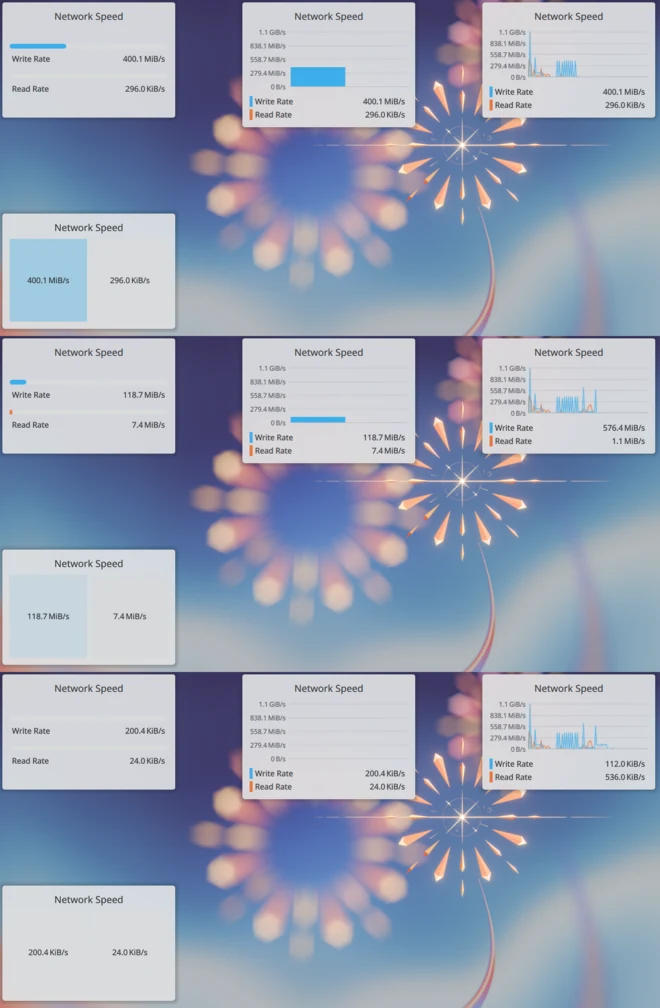 Network Speed
Write Rate 400.1 MiB/s
Read Rate 296.0 KiB/s
Network Speed
1.1 GiB/s
838.1 MiB/s
558.7 MiB/s
279.4 MiB/s
0 B/s
Write Rate 400.1 MiB/s
Read Rate 296.0 KiB/s
Network Speed
1.1 GiB/s
838.1 MiB/s
558.7 MiB/s
279.4 MiB/s
0 B/s
Write Rate 400.1 MiB/s
Read Rate 296.0 KiB/s
Network Speed
400.1 MiB/s 296.0 KiB/s
Network Speed
Write Rate 118.7 MiB/s
Read Rate 7.4 MiB/s
Network Speed
1.1 GiB/s
838.1 MiB/s
558.7 MiB/s
279.4 MiB/s
0 B/s
Write Rate 118.7 MiB/s
Read Rate 7.4 MiB/s
Network Speed
1.1 GiB/s
838.1 MiB/s
558.7 MiB/s
279.4 MiB/s
0 B/s
Write Rate 576.4 MiB/s
Read Rate 1.1 MiB/s
Network Speed
118.7 MiB/s 7.4 MiB/s
Network Speed
Write Rate 200.4 KiB/s
Read Rate 24.0 KiB/s
Network Speed
1.1 GiB/s
838.1 MiB/s
558.7 MiB/s
279.4 MiB/s
0 B/s
Write Rate 200.4 KiB/s
Read Rate 24.0 KiB/s
Network Speed
1.1 GiB/s
838.1 MiB/s
558.7 MiB/s
279.4 MiB/s
0 B/s
Write Rate 112.0 KiB/s
Read Rate 536.0 KiB/s
Network Speed
200.4 KiB/s 24.0 KiB/s